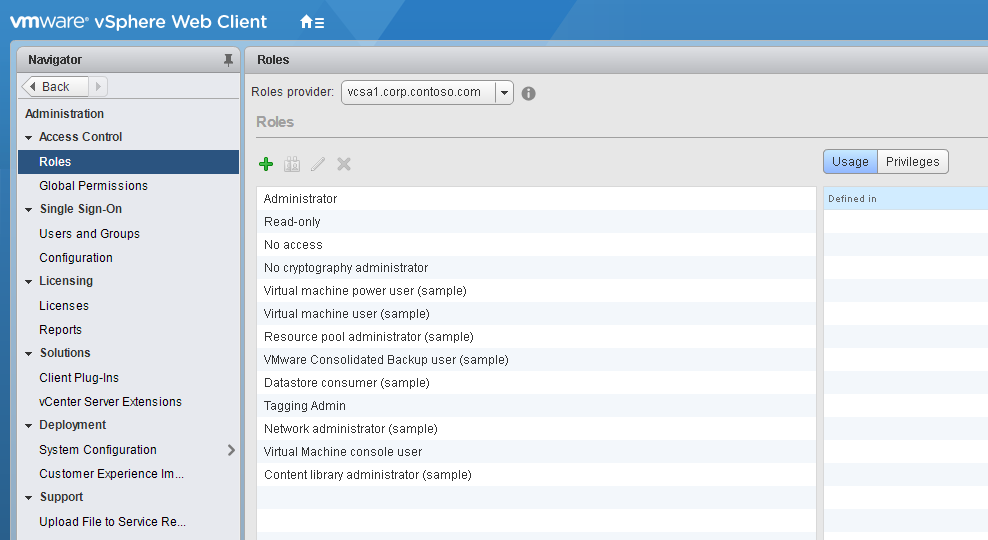 vmware® vSphere Web Client
Navigator
Back
Administration
Access Control
Roles
Global Permissions
Single Sign-On
Users and Groups
Configuration
Licensing
Licenses
Reports
Solutions
Client Plug-Ins
vCenter Server Extensions
Deployment
System Configuration
Customer Experience Im...
Support
Upload File to Service Re...
Roles
Roles provider: vcsa1.corp.contoso.com
Roles
Administrator
Read-only
No access
No cryptography administrator
Virtual machine power user (sample)
Virtual machine user (sample)
Resource pool administrator (sample)
VMware Consolidated Backup user (sample)
Datastore consumer (sample)
Tagging Admin
Network administrator (sample)
Virtual Machine console user
Content library administrator (sample)
Usage Privileges
Defined in